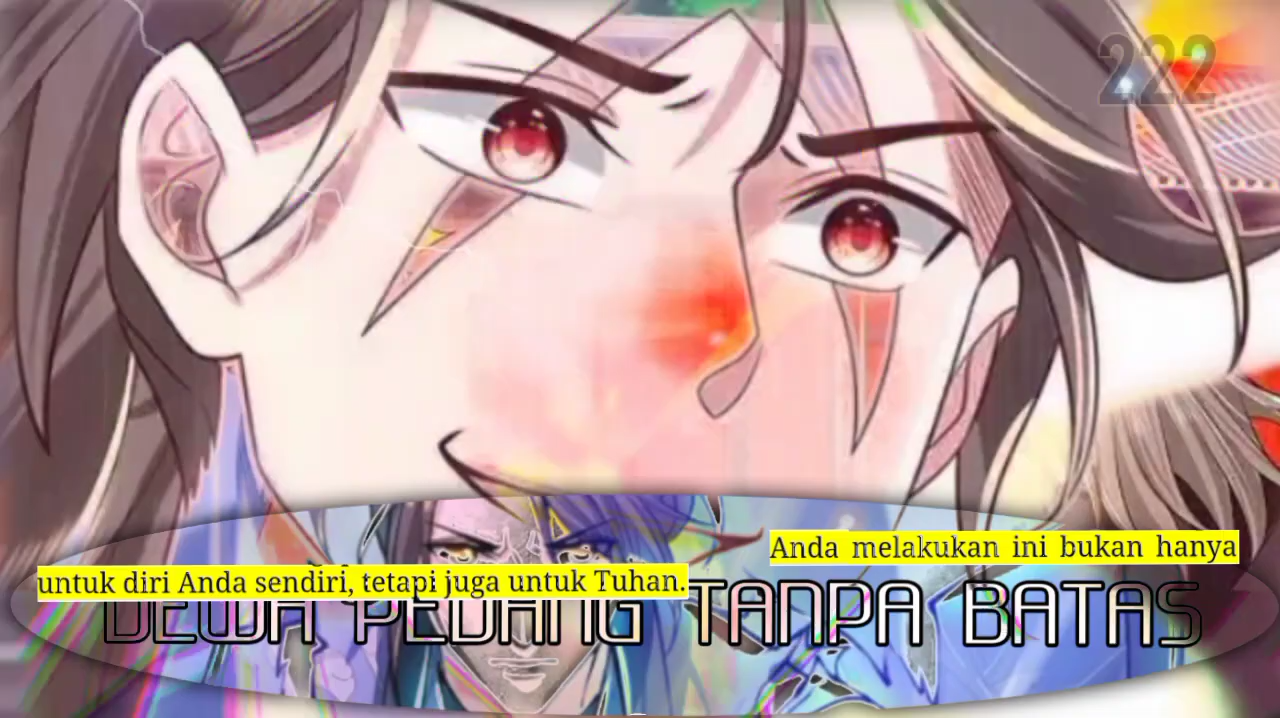 222
Anda melakukan ini bukan hanya
untuk diri Anda sendiri, tetapi juga untuk Tuhan.
DEWA PEDANG TANPA BATAS